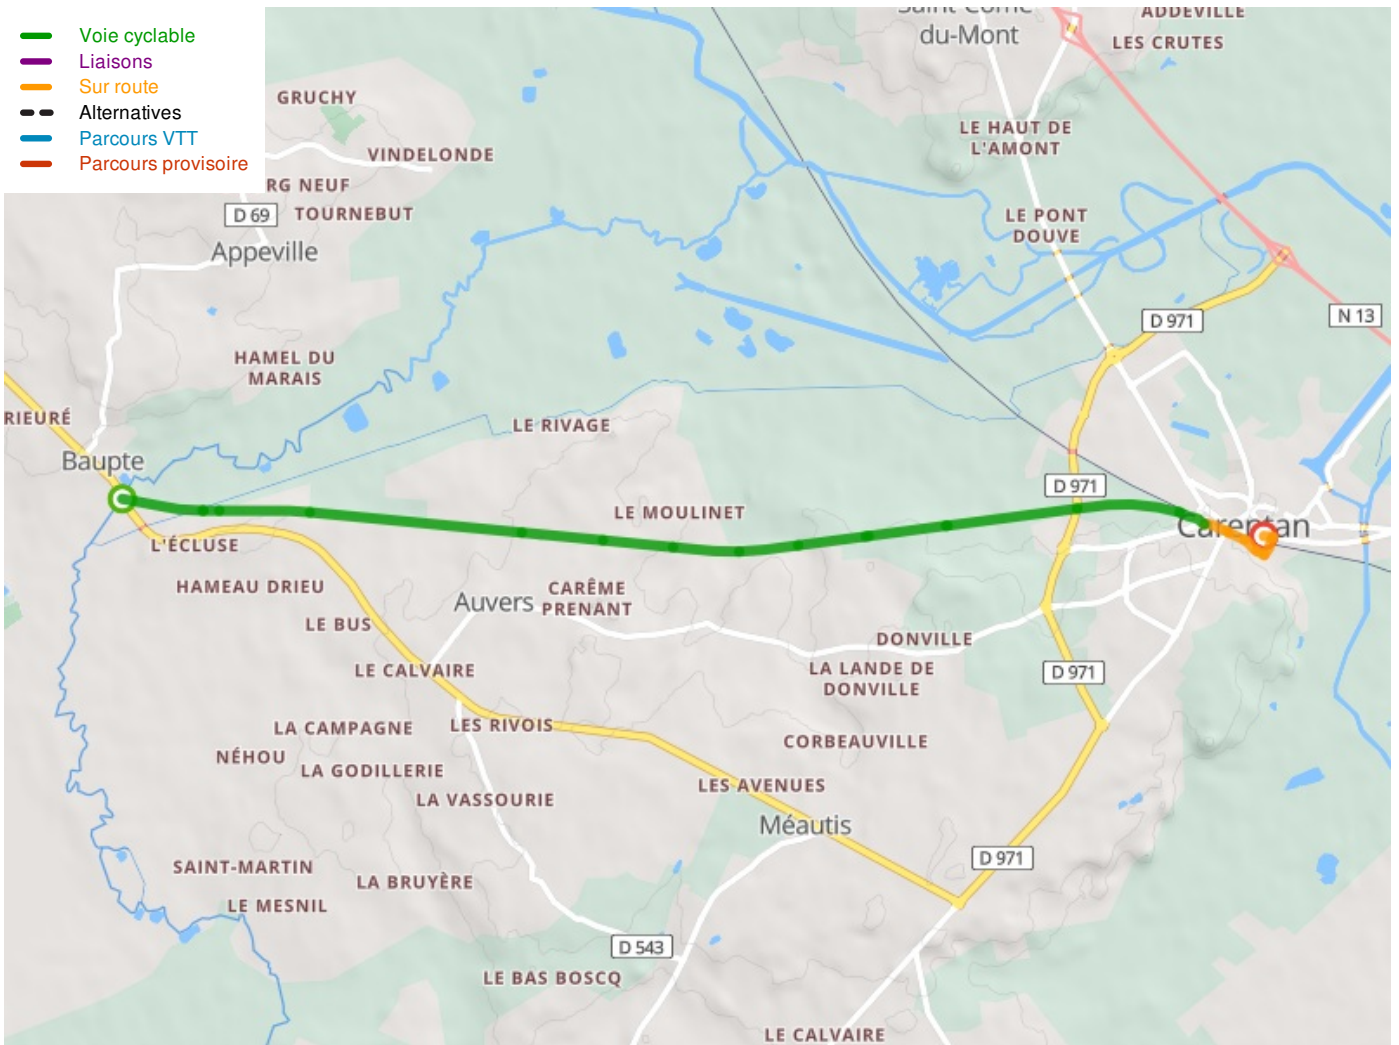 Voie cyclable
Liaisons
Sur route
Alternatives
Parcours VTT
Parcours provisoire
GRUCHY
VINDELONDE
RG NEUF
D 69
TOURNEBUT
Appeville
HAMEL DU
MARAIS
RIEURÉ
Baupte
LE RIVAGE
Saint-Côme-
du-Mont
ADDEVILLE
LES CRUTES
LE HAUT DE
L'AMONT
LE PONT
DOUVE
D 971
N 13
D 971
Carentan
LE MOULINET
L'ÉCLUSE
HAMEAU DRIEU
LE BUS
Auvers
CARÊME
PRENANT
LE CALVAIRE
DONVILLE
LA LANDE DE
DONVILLE
D 971
LA CAMPAGNE
LES RIVOIS
NÉHOU
LA GODILLERIE
LA VASSOURIE
CORBEAUVILLE
LES AVENUES
Méautis
D 971
SAINT-MARTIN
LA BRUYÈRE
LE MESNIL
D 543
LE BAS BOSCQ
LE CALVAIRE